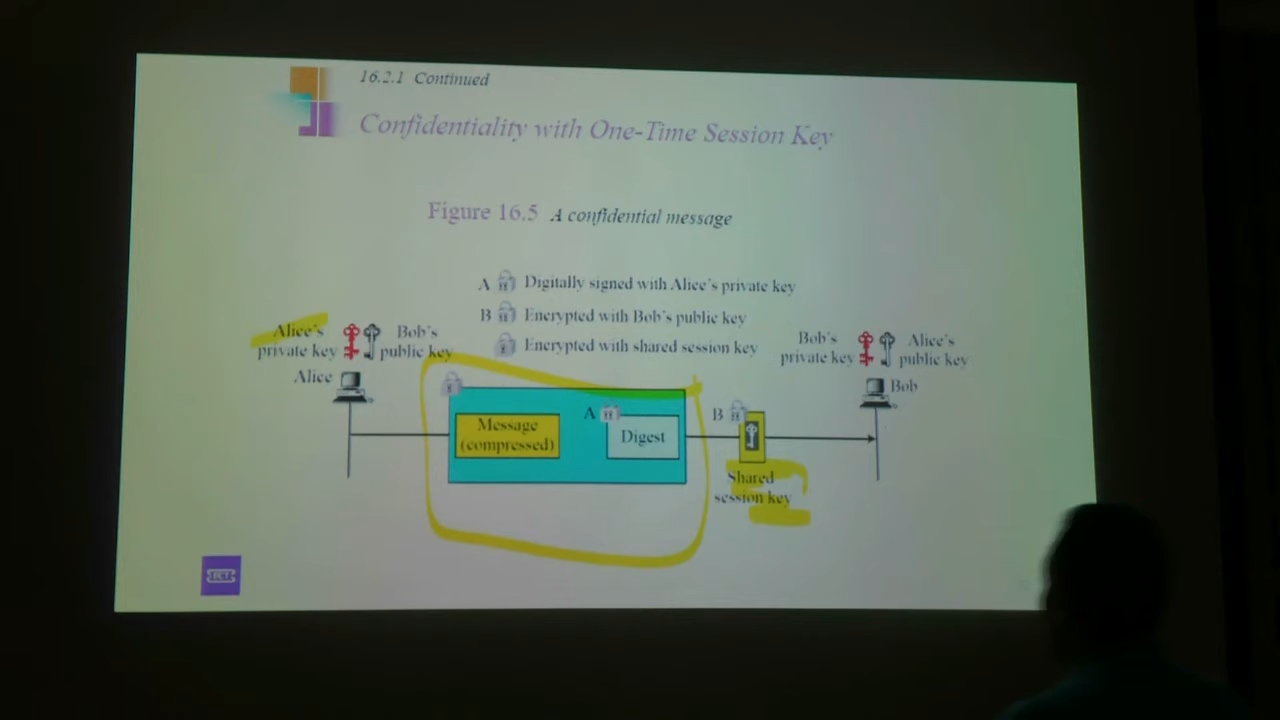 16.2.1 Continued
Confidentiality with One-Time Session Key
Figure 16.5 A confidential message
A Digitally signed with Alice's private key
B Encrypted with Bob's public key
Encrypted with shared session key
Alice's
private key
Bob's
public key
Bob's
private key
Alice's
public key
Alice
Bob
Message
(compressed)
A
Digest
B
Shared
session key